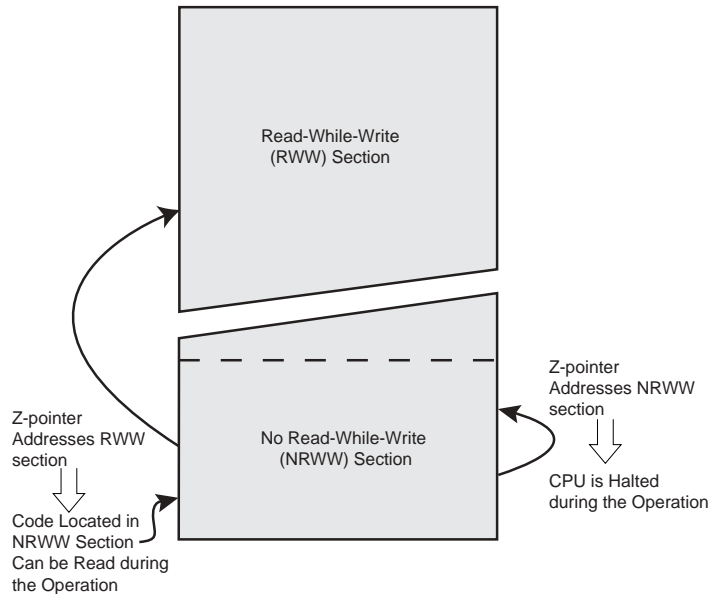 Read-While-Write
(RWW) Section
Z-pointer
Addresses NRWW
section
Z-pointer
Addresses RWW
section
No Read-While-Write
(NRWW) Section
CPU is Halted
during the Operation
Code Located in
NRWW Section
Can be Read during
the Operation